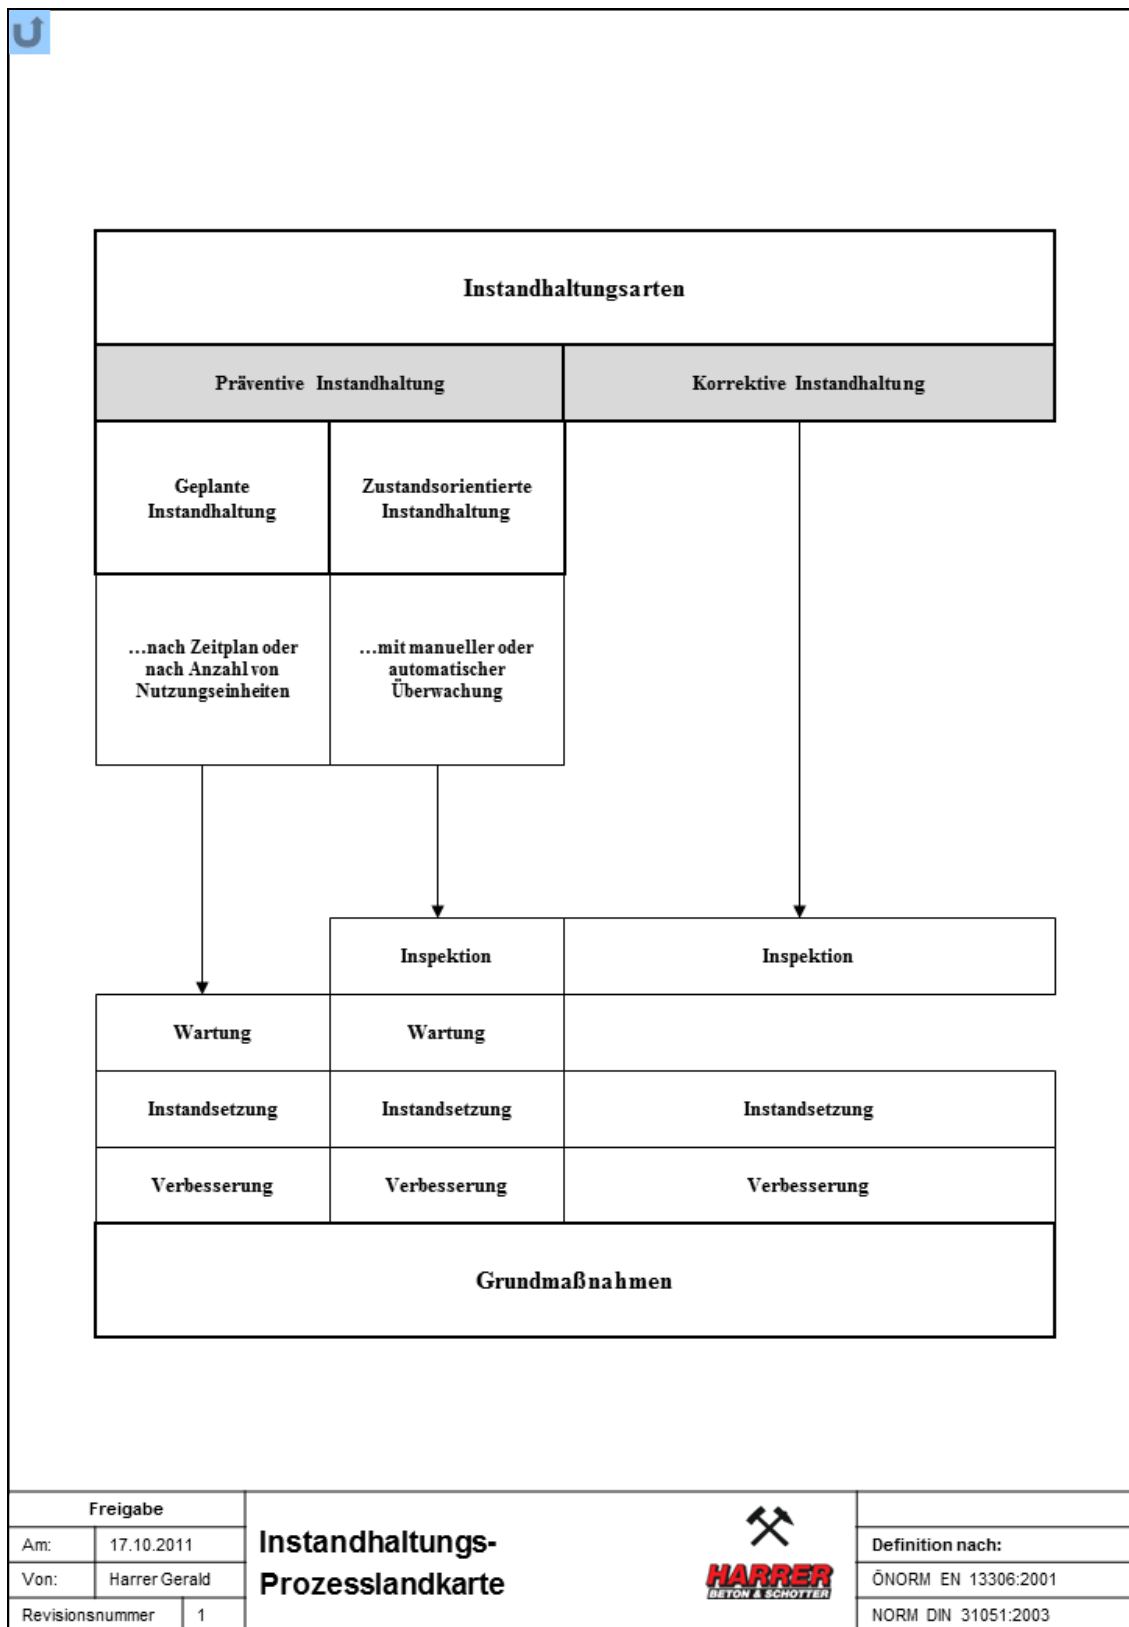 Instandhaltungsarten
Präventive Instandhaltung
Korrektive Instandhaltung
Geplante
Instandhaltung
Zustandsorientierte
Instandhaltung
...nach Zeitplan oder
nach Anzahl von
Nutzungseinheiten
...mit manueller oder
automatischer
Überwachung
Inspektion
Inspektion
Wartung
Wartung
Instandsetzung
Instandsetzung
Instandsetzung
Verbesserung
Verbesserung
Verbesserung
Grundmaßnahmen
Freigabe
Am:
17.10.2011
Von:
Harrer Gerald
Revisionsnummer
1
Instandhaltungs-
Prozesslandkarte
HARRER
BETON & SCHOTTER
Definition nach:
ÖNORM EN 13306:2001
NORM DIN 31051:2003